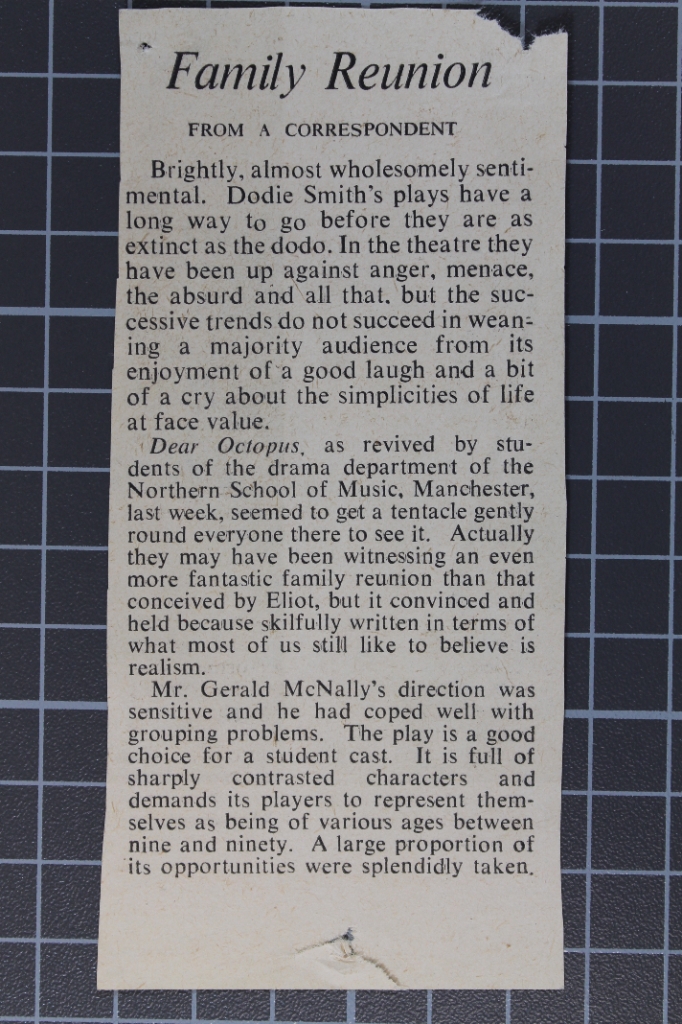 Family Reunion
FROM A CORRESPONDENT
Brightly, almost wholesomely senti-
mental. Dodie Smith's plays have a
long way to go before they are as
extinct as the dodo. In the theatre they
have been up against anger, menace,
the absurd and all that. but the suc-
cessive trends do not succeed in wean-
ing a majority audience from its
enjoyment of a good laugh and a bit
of a cry about the simplicities of life
at face value.
Dear Octopus, as revived by stu-
dents of the drama department of the
Northern School of Music, Manchester,
last week, seemed to get a tentacle gently
round everyone there to see it. Actually
they may have been witnessing an even
more fantastic family reunion than that
conceived by Eliot, but it convinced and
held because skilfully written in terms of
what most of us still like to believe is
realism.
Mr. Gerald McNally's direction was
sensitive and he had coped well with
grouping problems. The play is a good
choice for a student cast. It is full of
sharply contrasted characters and
demands its players to represent them-
selves as being of various ages between
nine and ninety. A large proportion of
its opportunities were splendidly taken.